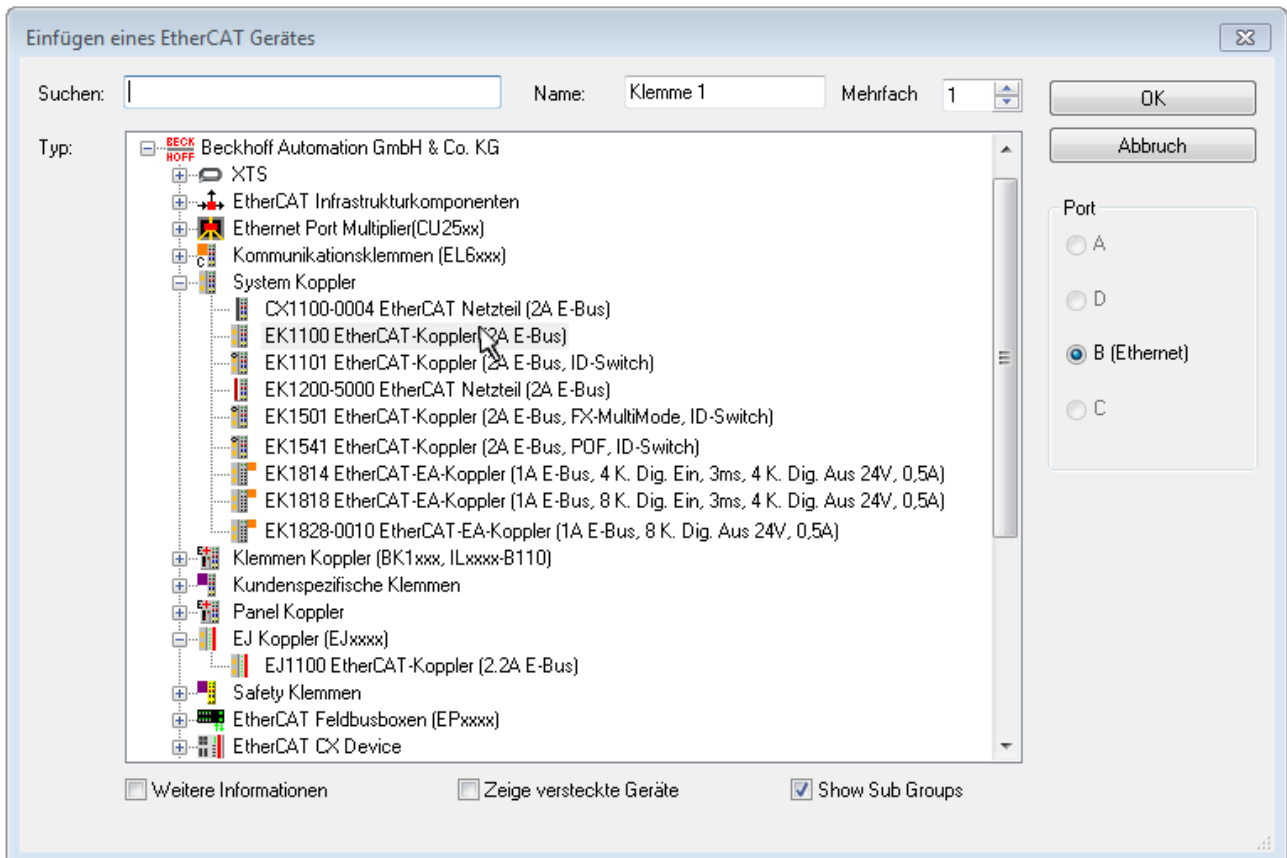 Einfügen eines EtherCAT Gerätes
Suchen: Name: Klemme 1 Mehrfach 1 OK
Typ: BECKHOFF Beckhoff Automation GmbH & Co. KG Abbruch
XTS
EtherCAT Infrastrukturkomponenten
Ethernet Port Multiplier(CU25xx)
Kommunikationsklemmen (EL6xxx)
System Koppler
CX1100-0004 EtherCAT Netzteil (2A E-Bus)
EK1100 EtherCAT-Koppler (2A E-Bus)
EK1101 EtherCAT-Koppler (2A E-Bus, ID-Switch)
EK1200-5000 EtherCAT Netzteil (2A E-Bus)
EK1501 EtherCAT-Koppler (2A E-Bus, FX-MultiMode, ID-Switch)
EK1541 EtherCAT-Koppler (2A E-Bus, POF, ID-Switch)
EK1814 EtherCAT-EA-Koppler (1A E-Bus, 4 K. Dig. Ein, 3ms, 4 K. Dig. Aus 24V, 0,5A)
EK1818 EtherCAT-EA-Koppler (1A E-Bus, 8 K. Dig. Ein, 3ms, 4 K. Dig. Aus 24V, 0,5A)
EK1828-0010 EtherCAT-EA-Koppler (1A E-Bus, 8 K. Dig. Aus 24V, 0,5A)
Klemmen Koppler (BK1xxx, ILxxxx-B110)
Kundenspezifische Klemmen
Panel Koppler
EJ Koppler (EJxxxx)
EJ1100 EtherCAT-Koppler (2.2A E-Bus)
Safety Klemmen
EtherCAT Feldbusboxen (EPxxxx)
EtherCAT CX Device
Port
A
D
B (Ethernet)
C
Weitere Informationen Zeige versteckte Geräte Show Sub Groups